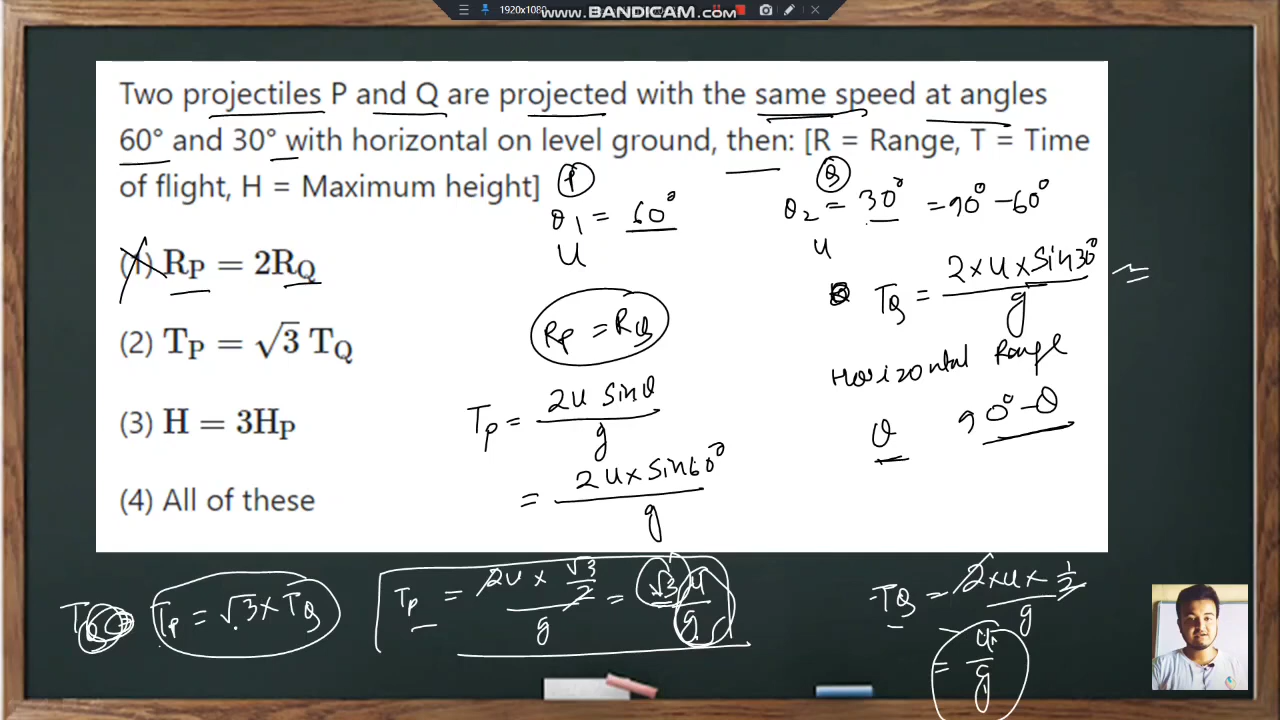 1920x1080
www.BANDICAM.com
Two projectiles P and Q are projected with the same speed at angles
60° and 30° with horizontal on level ground, then: [R = Range, T = Time
of flight, H = Maximum height]
P
Q
θ₁ = 60°
θ₂ = 30° = 90° - 60°
u
u
(1) R_P = 2R_Q
T_Q = 2×u×sin30° / g
R_P = R_Q
(2) T_P = √3 T_Q
Horizontal Range
T_P = 2u sinθ / g
θ 90° - θ
(3) H = 3H_P
= 2u×sin60° / g
(4) All of these
T_P = √3 × T_Q
T_P = 2u × √3/2 / g = √3 u/g
T_Q = 2×u×1/2 / g
= u/g